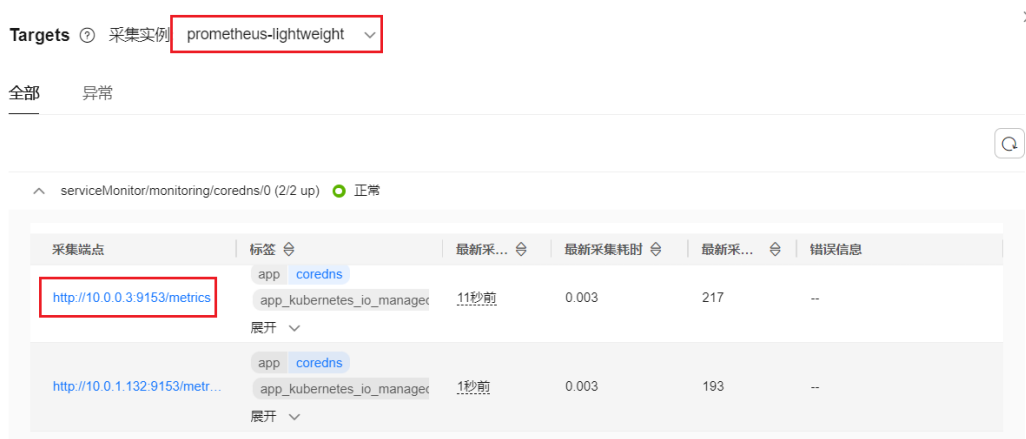 Targets 采集实例 prometheus-lightweight
全部 异常
serviceMonitor/monitoring/coredns/0 (2/2 up) 正常
采集端点 标签 最新采... 最新采集耗时 最新采... 错误信息
app coredns
http://10.0.0.3:9153/metrics app_kubernetes_io_managed 11秒前 0.003 217 --
展开
app coredns
http://10.0.1.132:9153/metr... app_kubernetes_io_managed 1秒前 0.003 193 --
展开